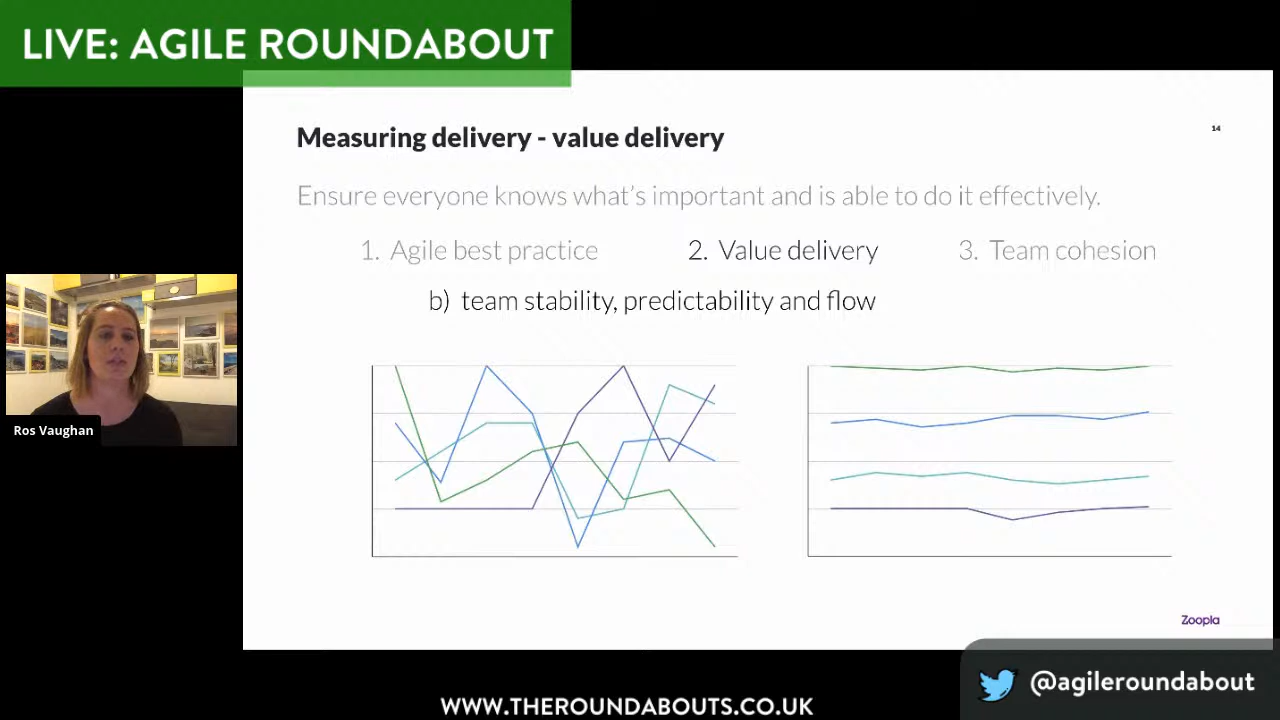 LIVE: AGILE ROUNDABOUT
Measuring delivery - value delivery
14
Ensure everyone knows what's important and is able to do it effectively.
1. Agile best practice
2. Value delivery
3. Team cohesion
b) team stability, predictability and flow
Ros Vaughan
Zoopla
@agileroundabout
WWW.THEROUNDABOUTS.CO.UK